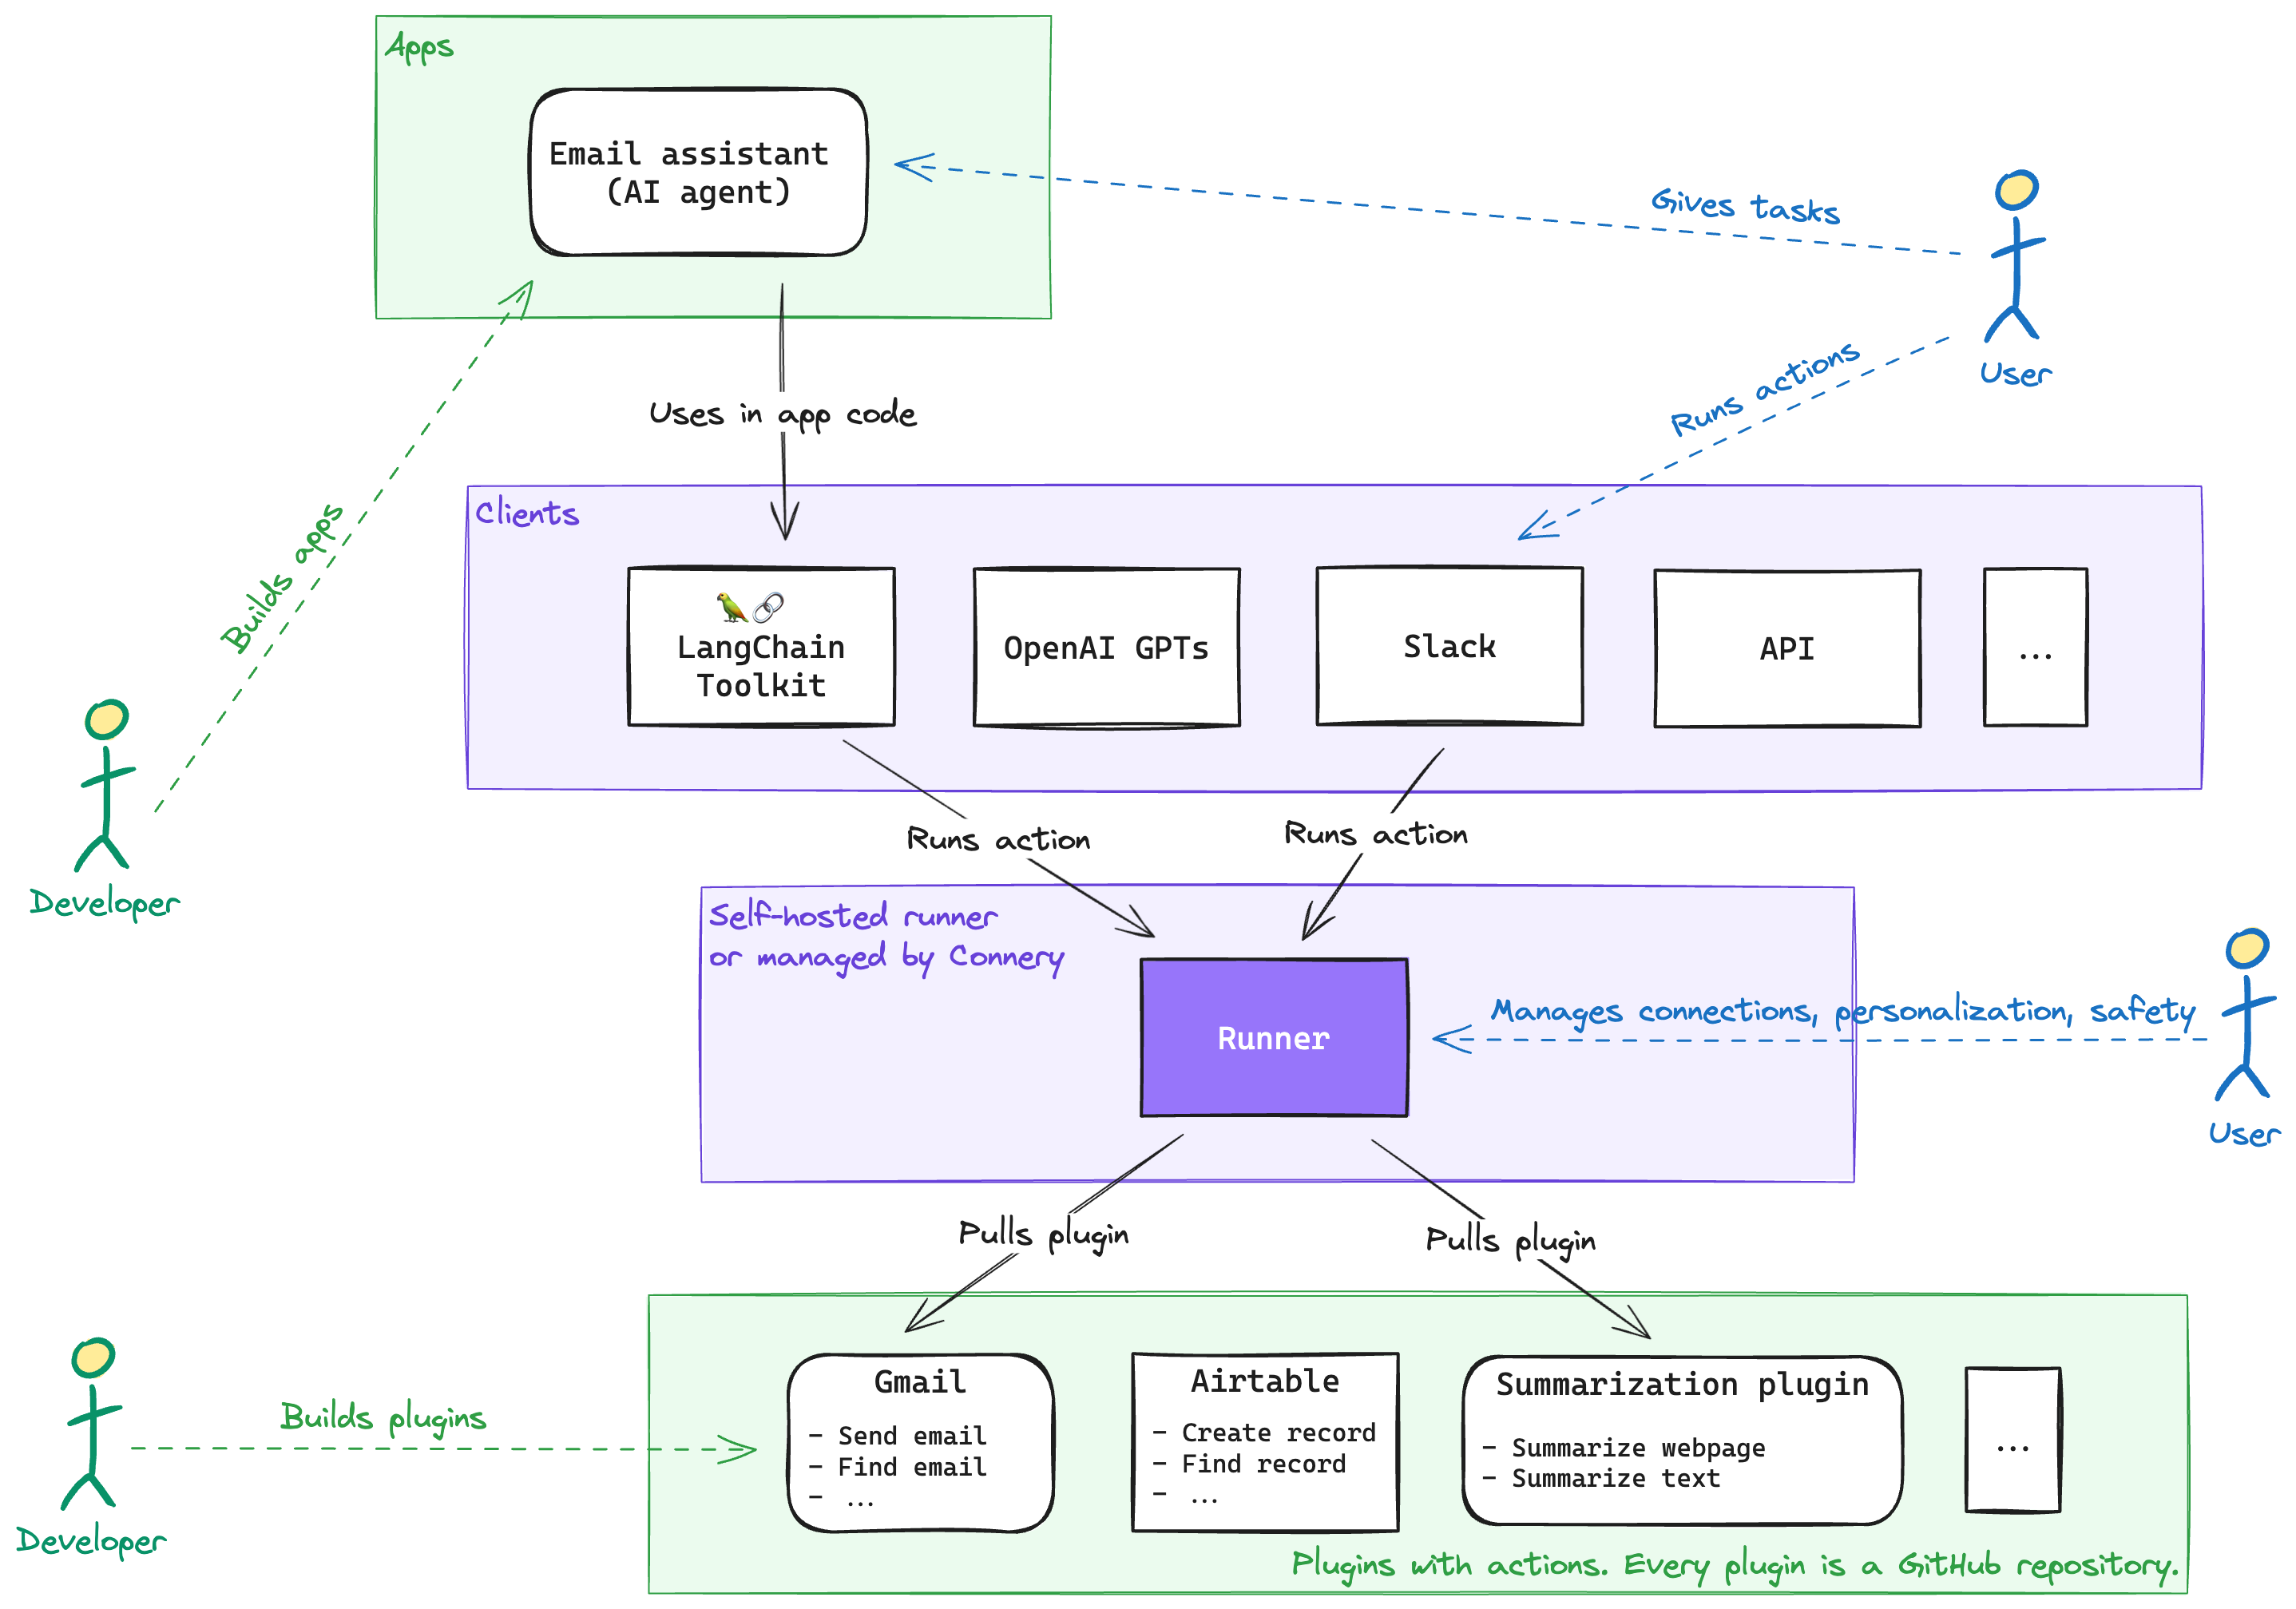 Apps
Email assistant
(AI agent)
Gives tasks
User
Runs actions
Uses in app code
Builds apps
Developer
Clients
LangChain
Toolkit
OpenAI GPTs
Slack
API
...
Runs action
Runs action
Self-hosted runner
or managed by Connery
Runner
Manages connections, personalization, safety
User
Pulls plugin
Pulls plugin
Builds plugins
Developer
Gmail
- Send email
- Find email
- ...
Airtable
- Create record
- Find record
- ...
Summarization plugin
- Summarize webpage
- Summarize text
...
Plugins with actions. Every plugin is a GitHub repository.